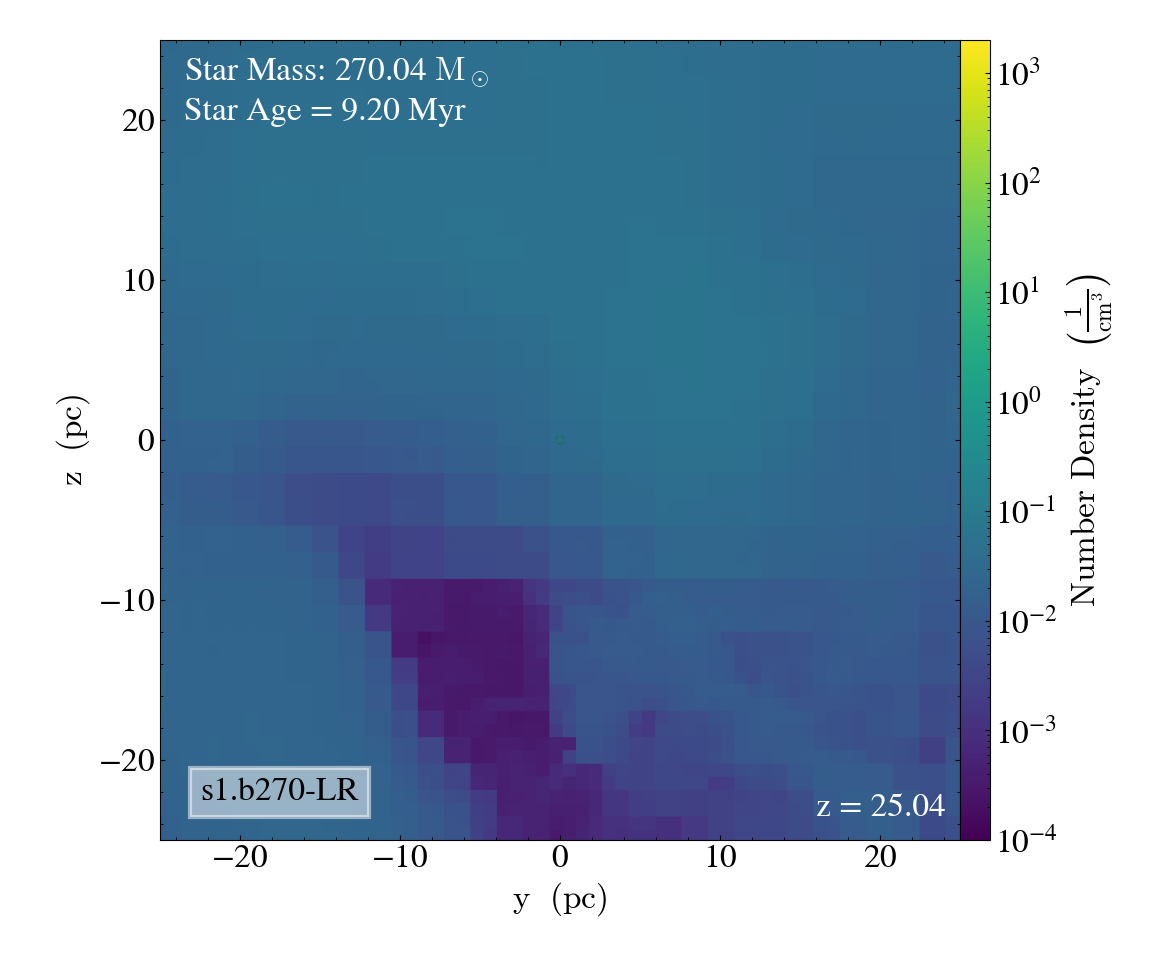 Star Mass: 270.04 M⊙
Star Age = 9.20 Myr
20
10
0
−10
−20
z (pc)
s1.b270-LR
z = 25.04
−20 −10 0 10 20
y (pc)
10³
10²
10¹
10⁰
10⁻¹
10⁻²
10⁻³
10⁻⁴
Number Density (1/cm³)